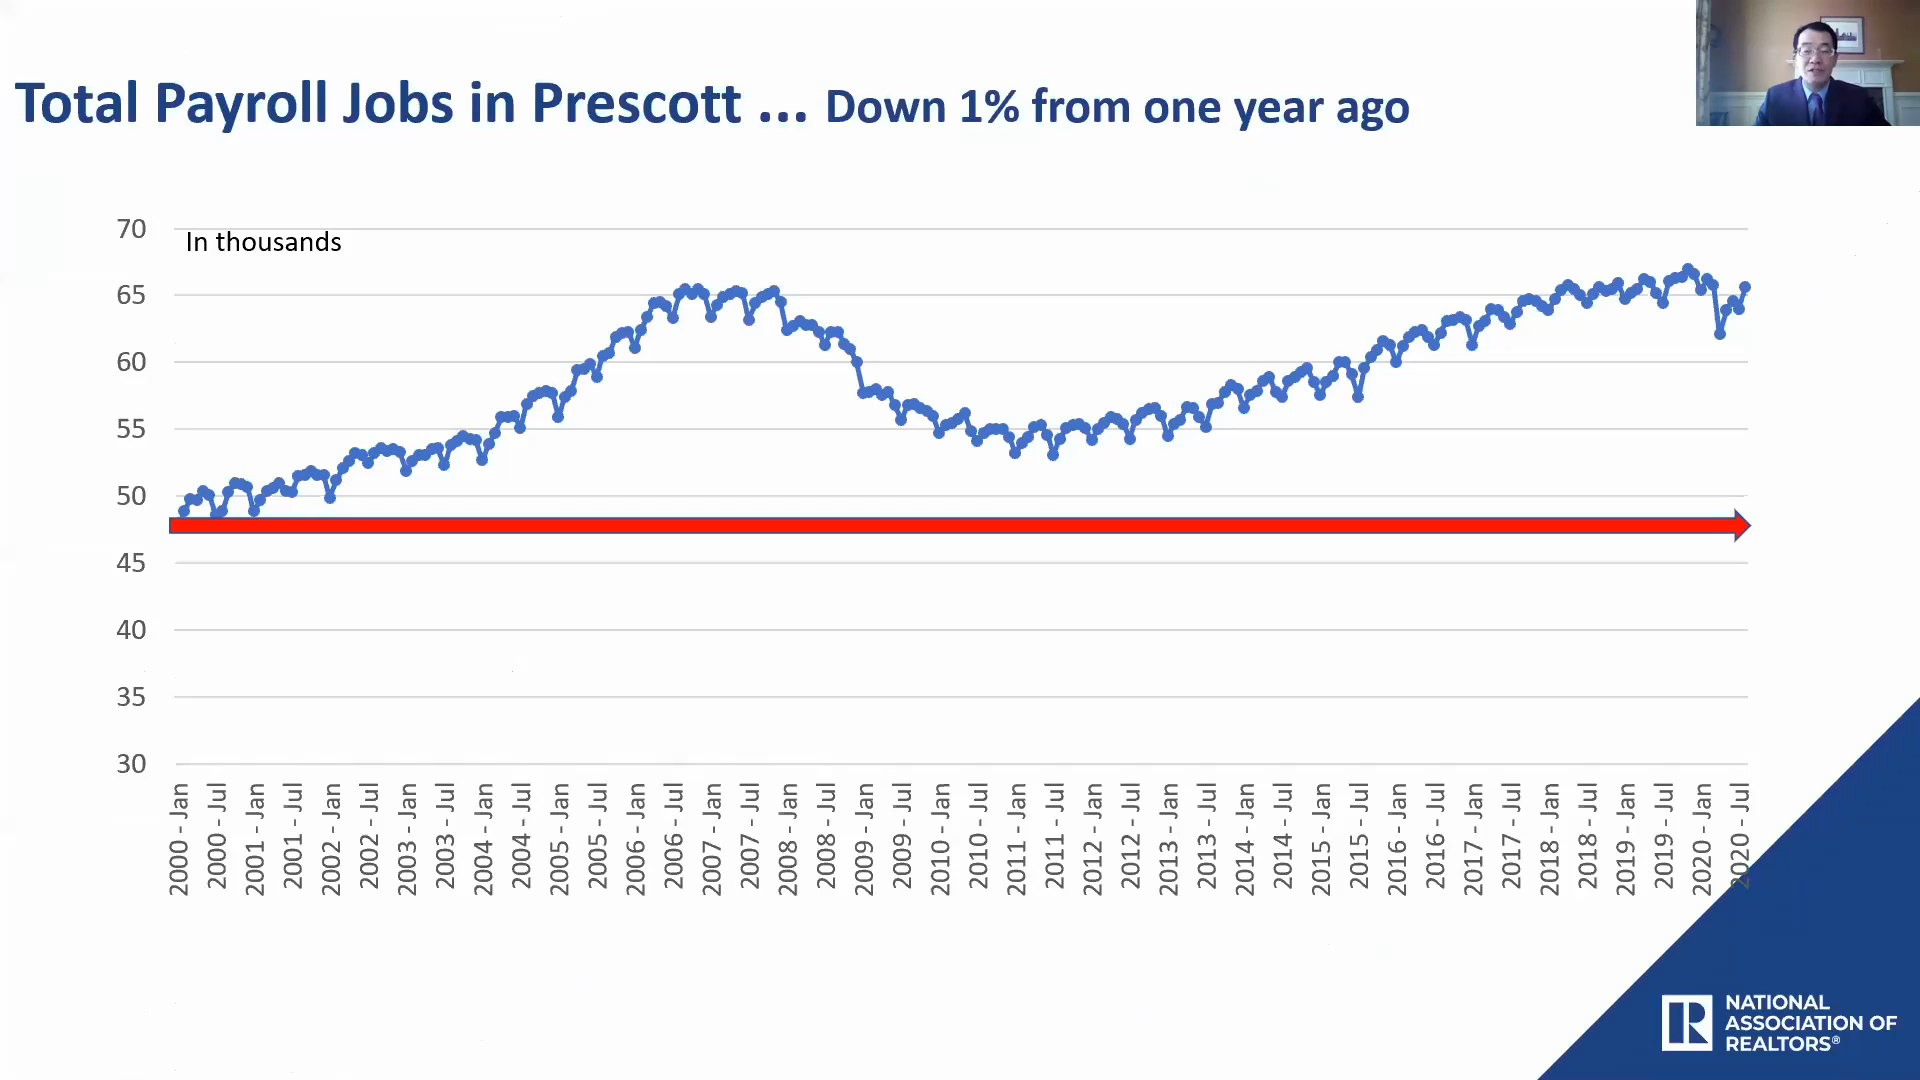 Total Payroll Jobs in Prescott ... Down 1% from one year ago
In thousands
70
65
60
55
50
45
40
35
30
2000 - Jan
2000 - Jul
2001 - Jan
2001 - Jul
2002 - Jan
2002 - Jul
2003 - Jan
2003 - Jul
2004 - Jan
2004 - Jul
2005 - Jan
2005 - Jul
2006 - Jan
2006 - Jul
2007 - Jan
2007 - Jul
2008 - Jan
2008 - Jul
2009 - Jan
2009 - Jul
2010 - Jan
2010 - Jul
2011 - Jan
2011 - Jul
2012 - Jan
2012 - Jul
2013 - Jan
2013 - Jul
2014 - Jan
2014 - Jul
2015 - Jan
2015 - Jul
2016 - Jan
2016 - Jul
2017 - Jan
2017 - Jul
2018 - Jan
2018 - Jul
2019 - Jan
2019 - Jul
2020 - Jan
2020 - Jul
NATIONAL
ASSOCIATION OF
REALTORS®